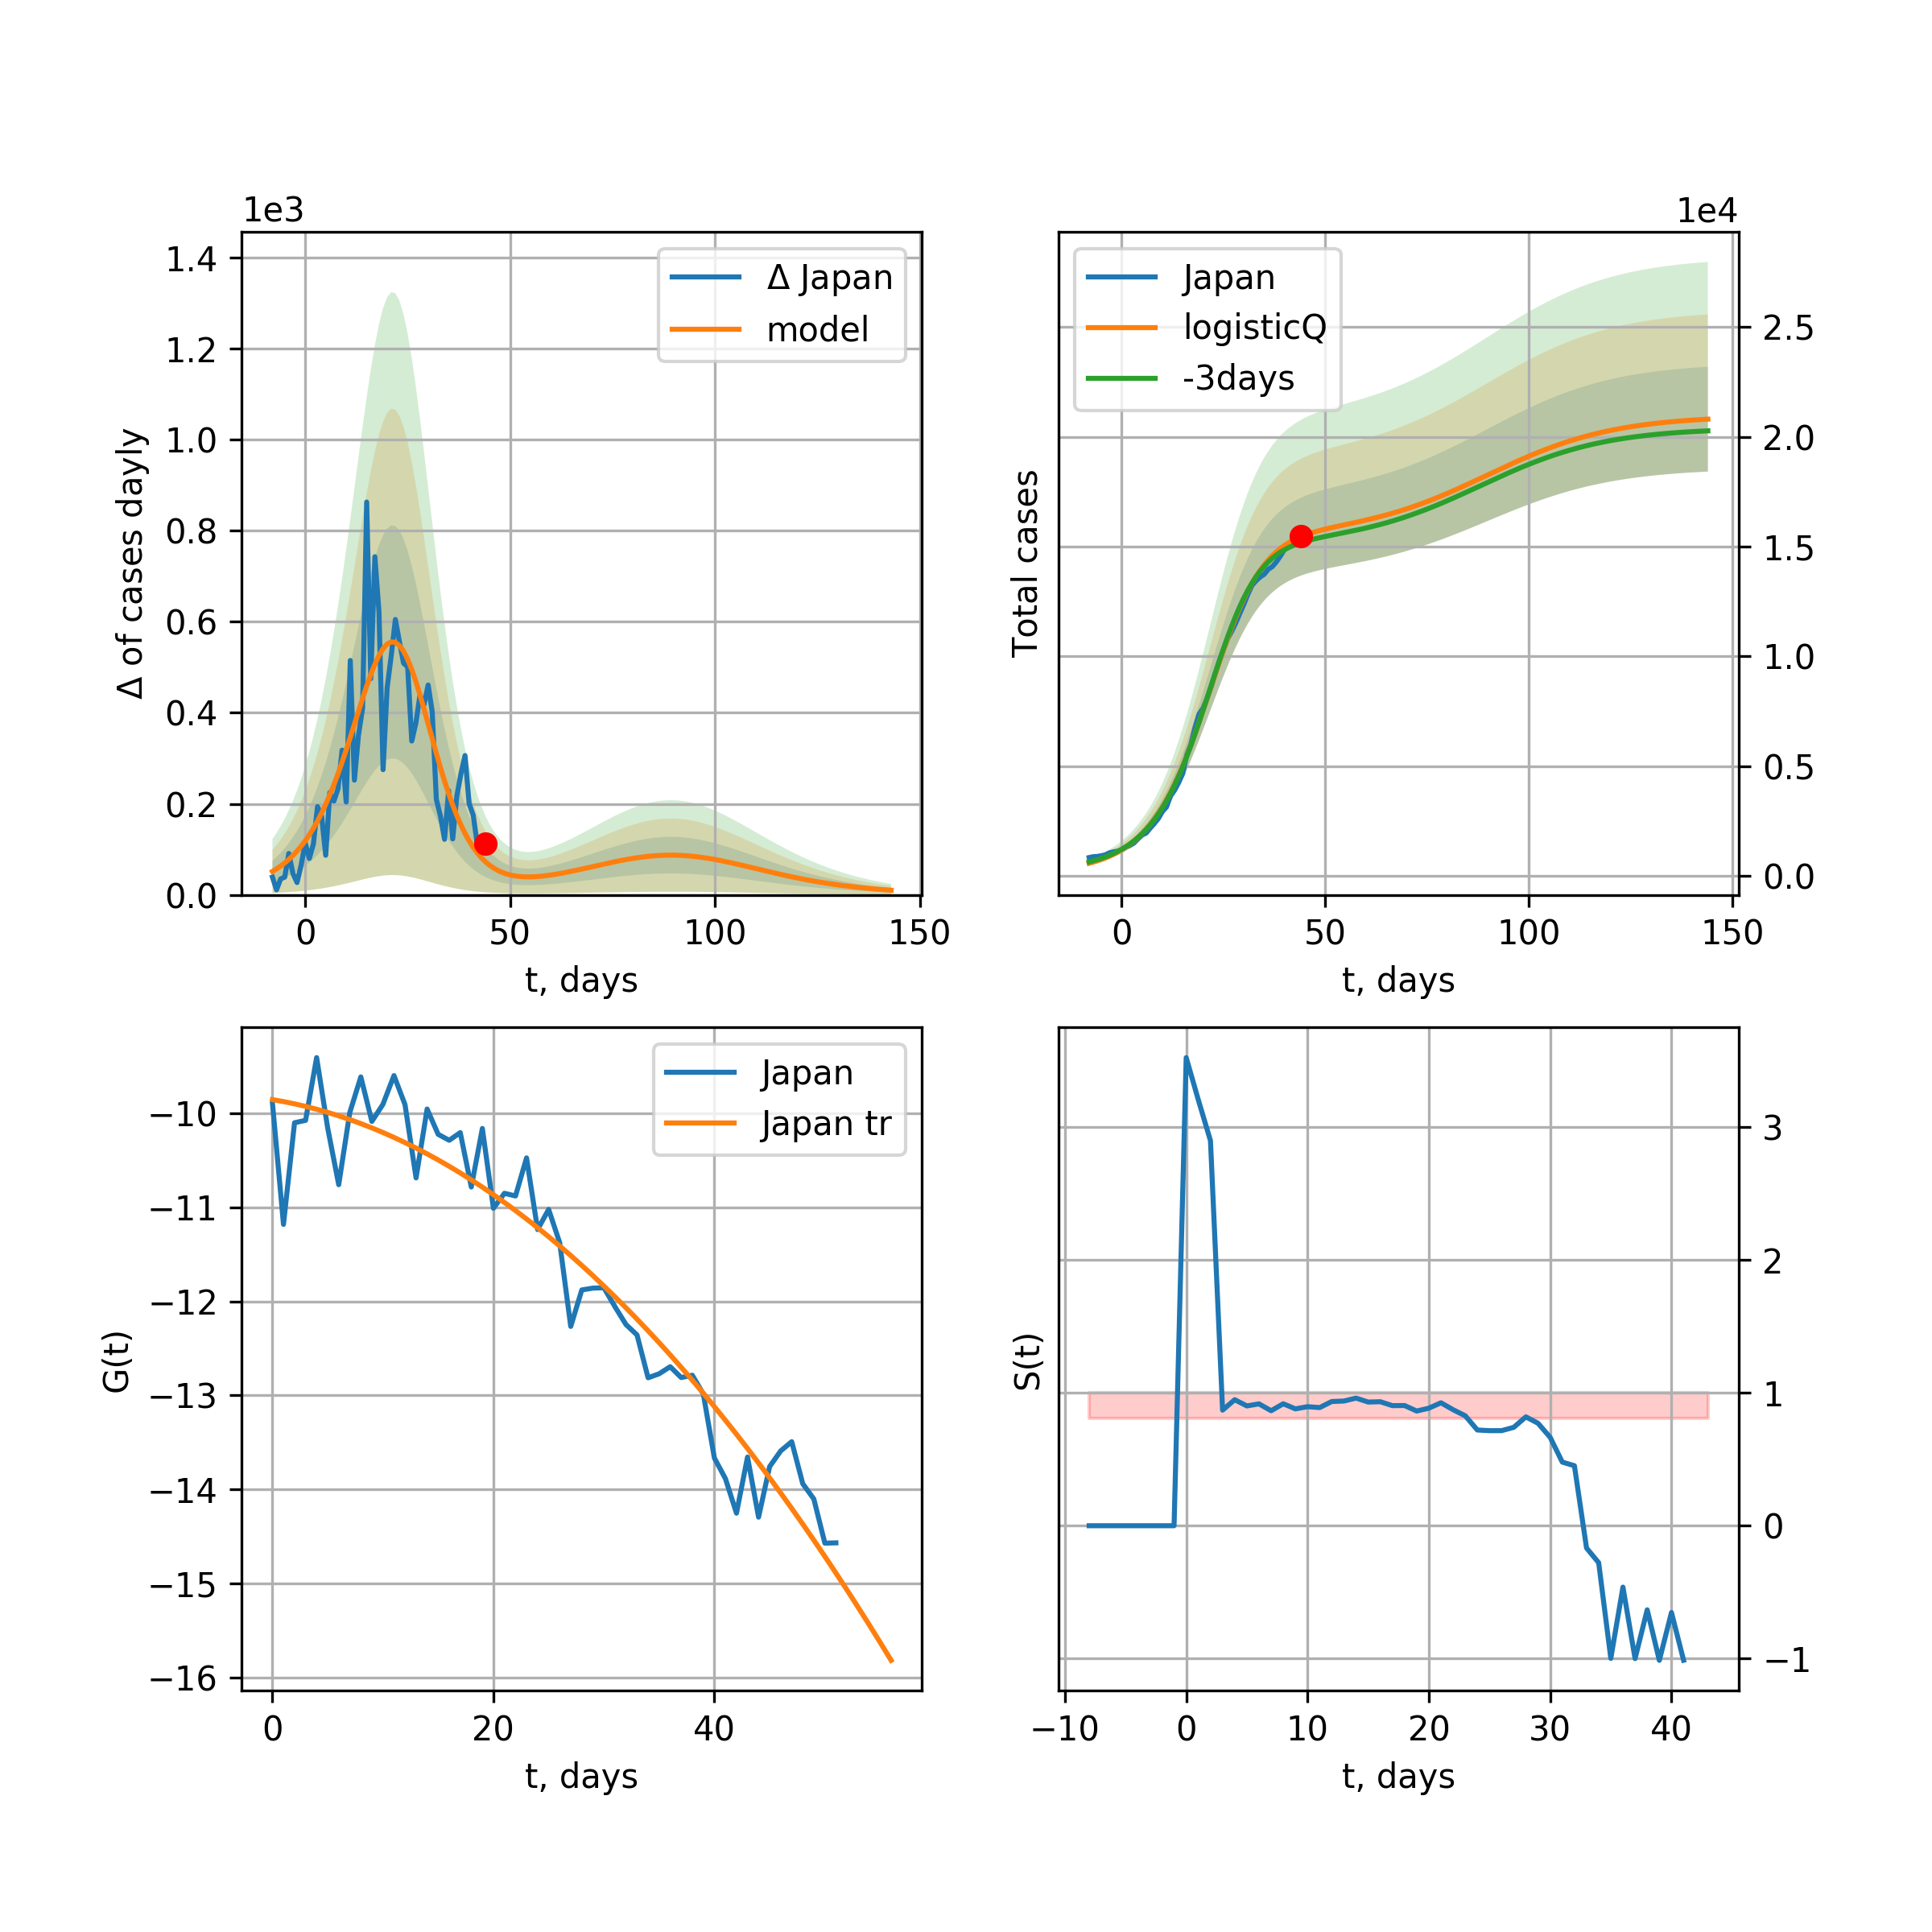 1e3
1.4
1.2
1.0
0.8
0.6
0.4
0.2
0.0
Δ of cases dayly
Δ Japan
model
0 50 100 150
t, days
1e4
Japan
logisticQ
-3days
Total cases
2.5
2.0
1.5
1.0
0.5
0.0
0 50 100 150
t, days
G(t)
−10
−11
−12
−13
−14
−15
−16
Japan
Japan tr
0 20 40
t, days
S(t)
3
2
1
0
−1
−10 0 10 20 30 40
t, days